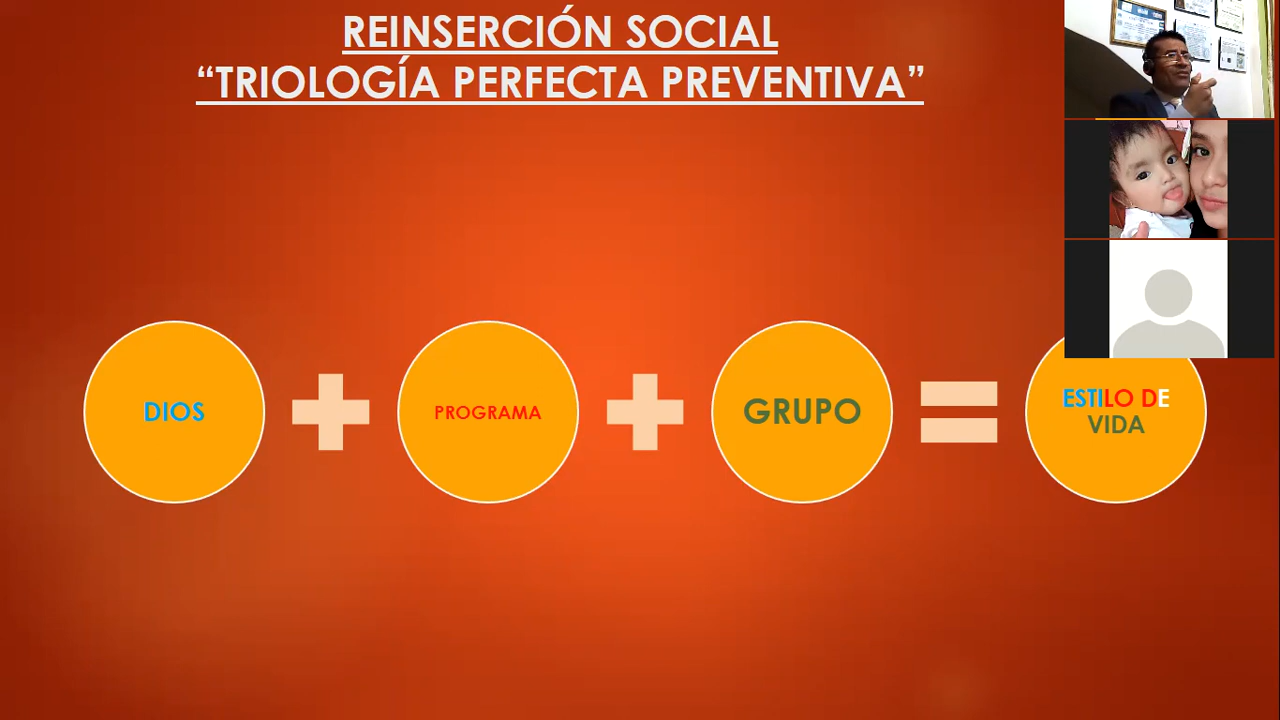 REINSERCIÓN SOCIAL
“TRIOLOGÍA PERFECTA PREVENTIVA”
DIOS
PROGRAMA
GRUPO
ESTILO DE
VIDA